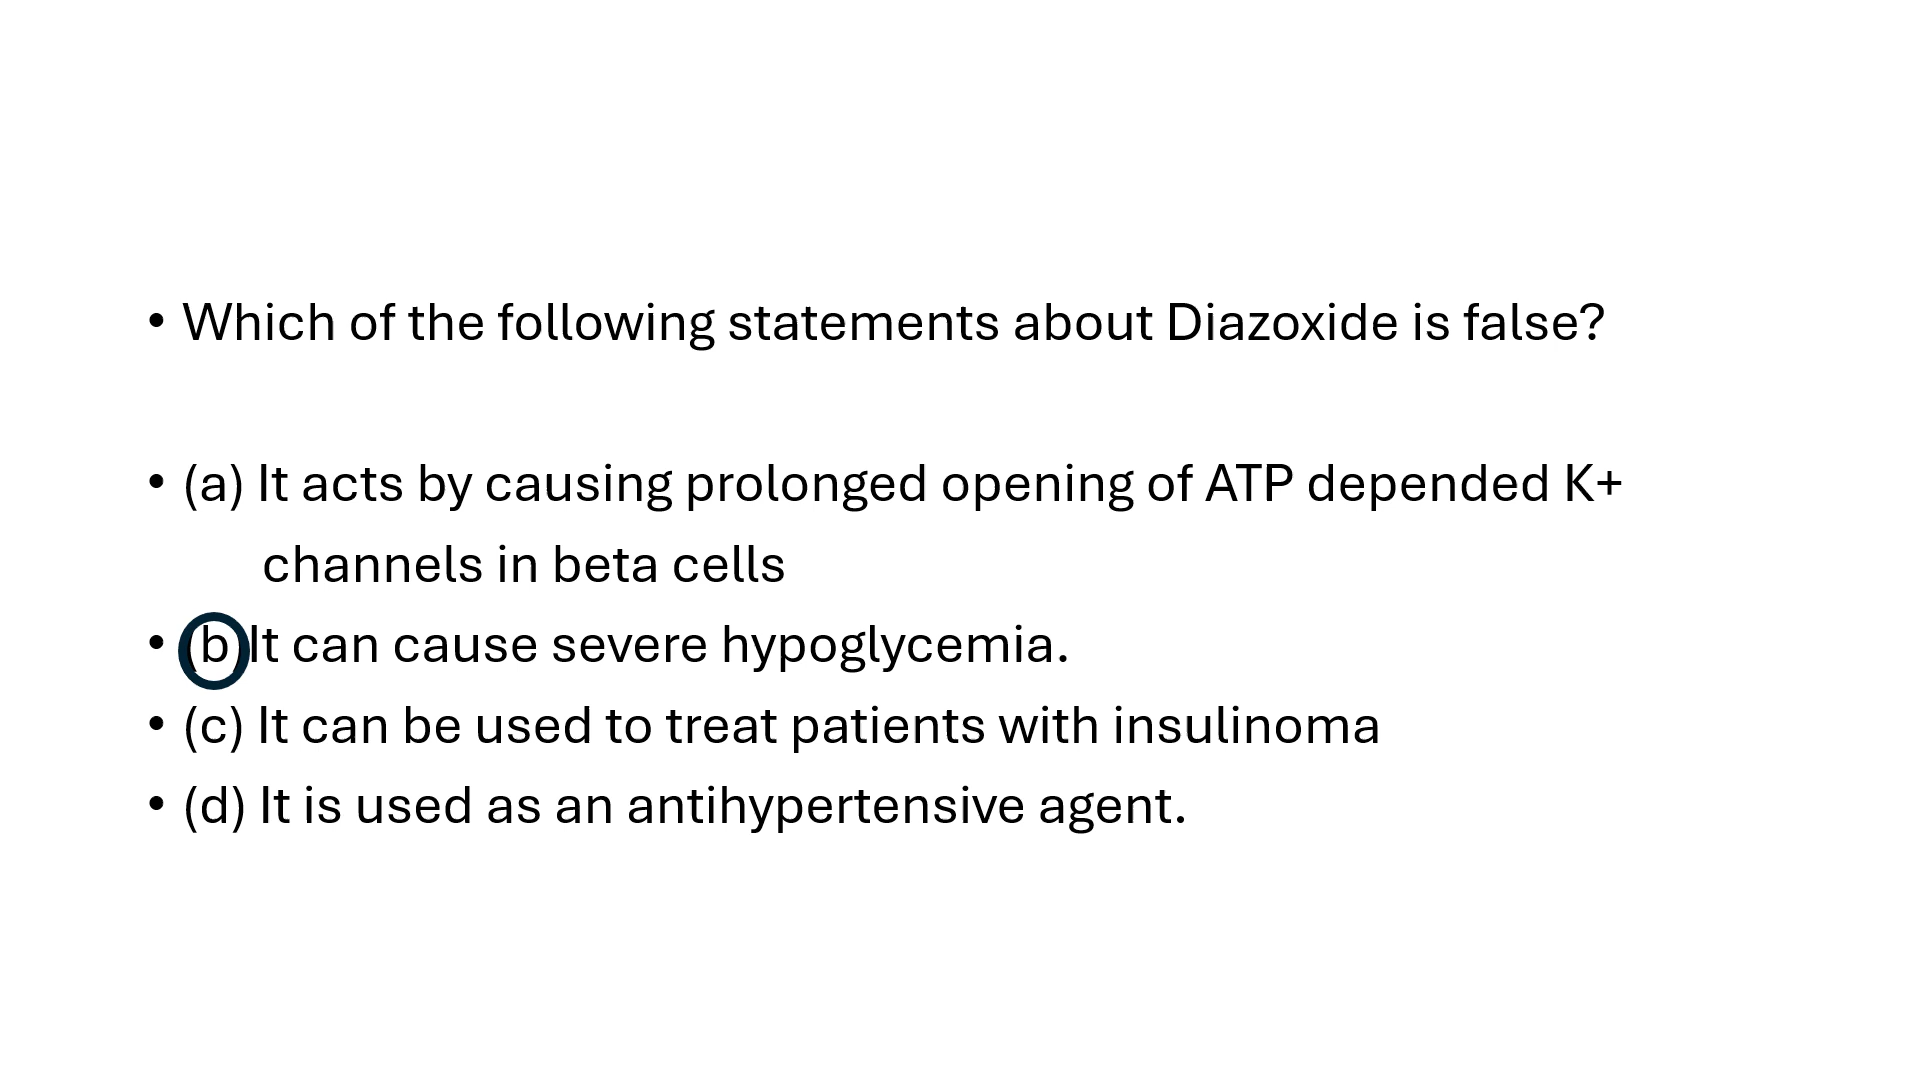 • Which of the following statements about Diazoxide is false?
• (a) It acts by causing prolonged opening of ATP depended K+
channels in beta cells
• (b) It can cause severe hypoglycemia.
• (c) It can be used to treat patients with insulinoma
• (d) It is used as an antihypertensive agent.